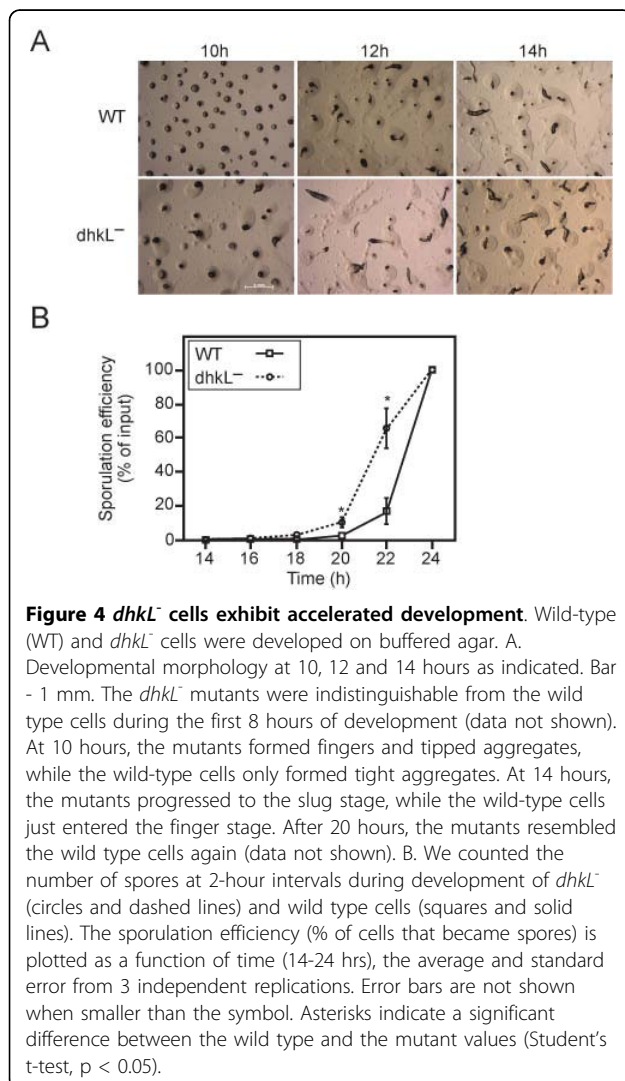 A
10h 12h 14h
WT
dhkL–
B
WT
dhkL–
Sporulation efficiency
(% of input)
100
80
60
40
20
0
*
*
14 16 18 20 22 24
Time (h)
Figure 4 dhkL- cells exhibit accelerated development. Wild-type
(WT) and dhkL- cells were developed on buffered agar. A.
Developmental morphology at 10, 12 and 14 hours as indicated. Bar
- 1 mm. The dhkL- mutants were indistinguishable from the wild
type cells during the first 8 hours of development (data not shown).
At 10 hours, the mutants formed fingers and tipped aggregates,
while the wild-type cells only formed tight aggregates. At 14 hours,
the mutants progressed to the slug stage, while the wild-type cells
just entered the finger stage. After 20 hours, the mutants resembled
the wild type cells again (data not shown). B. We counted the
number of spores at 2-hour intervals during development of dhkL-
(circles and dashed lines) and wild type cells (squares and solid
lines). The sporulation efficiency (% of cells that became spores) is
plotted as a function of time (14-24 hrs), the average and standard
error from 3 independent replications. Error bars are not shown
when smaller than the symbol. Asterisks indicate a significant
difference between the wild type and the mutant values (Student's
t-test, p < 0.05).